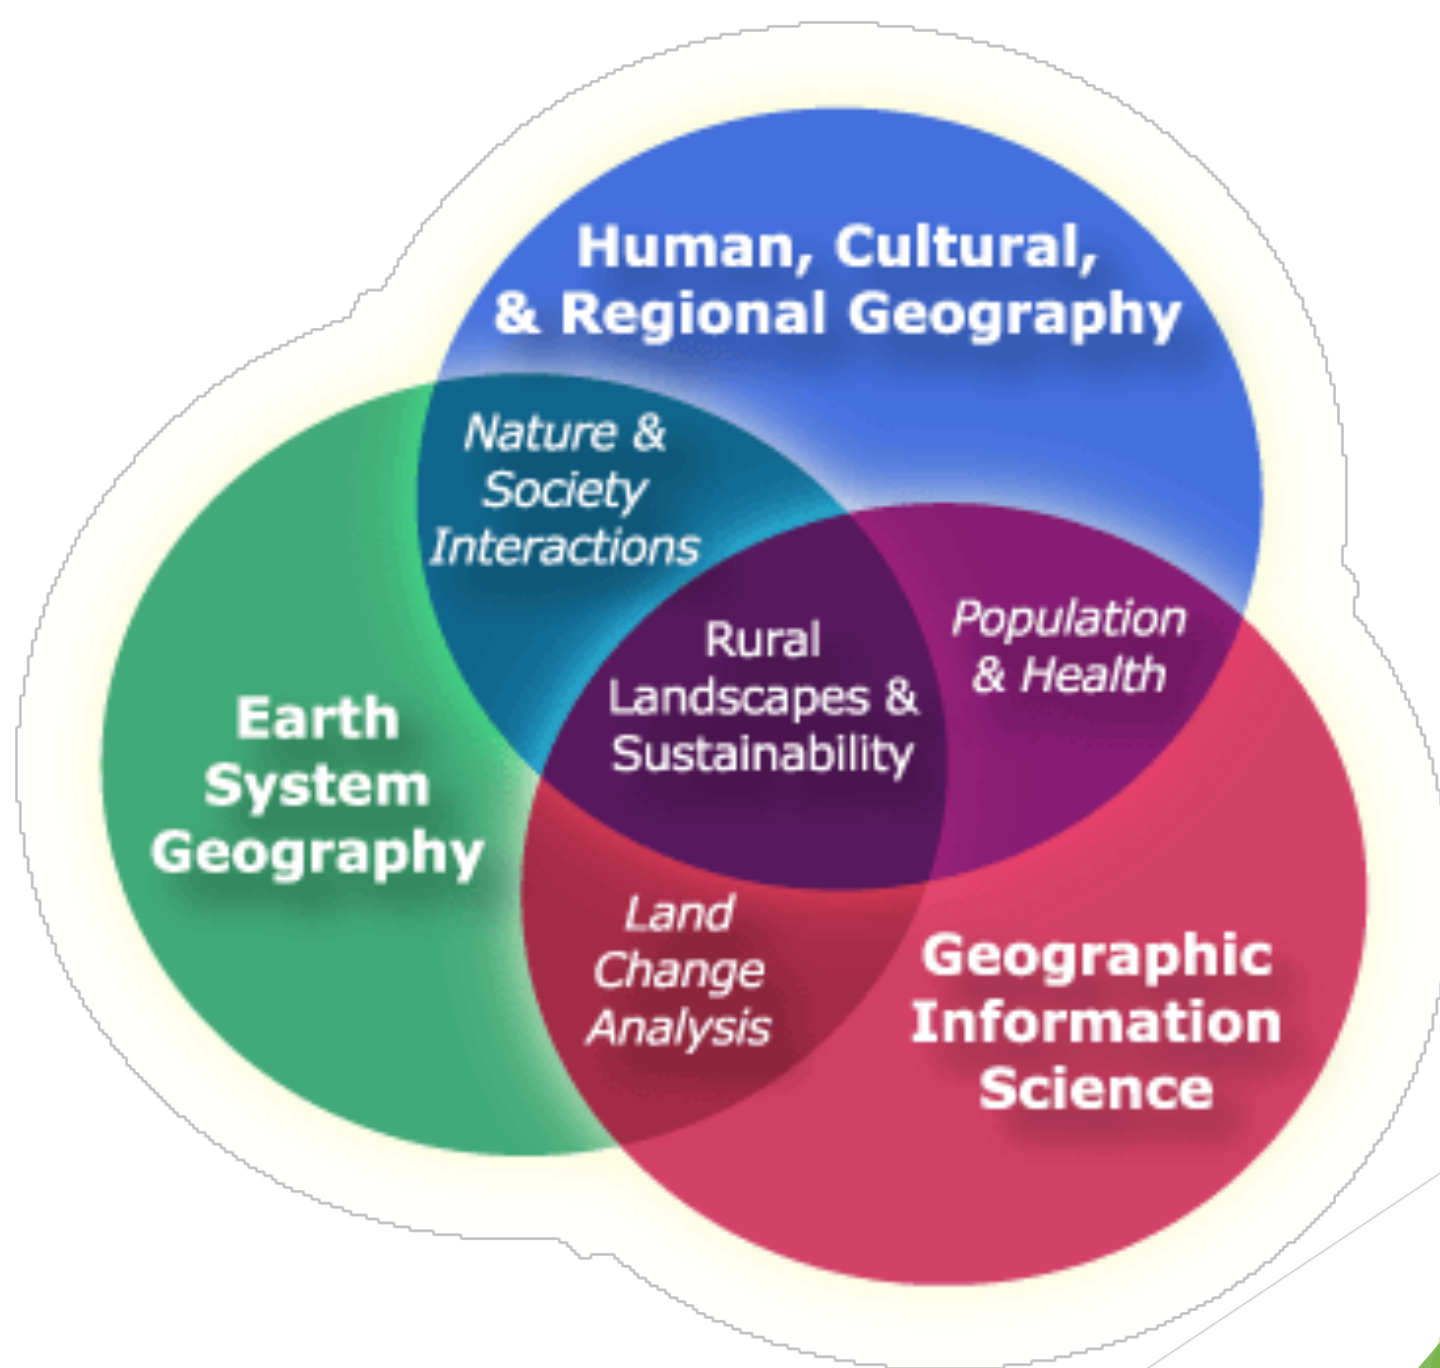 Human, Cultural,
& Regional Geography
Nature &
Society
Interactions
Population
& Health
Rural
Landscapes &
Sustainability
Earth
System
Geography
Land
Change
Analysis
Geographic
Information
Science